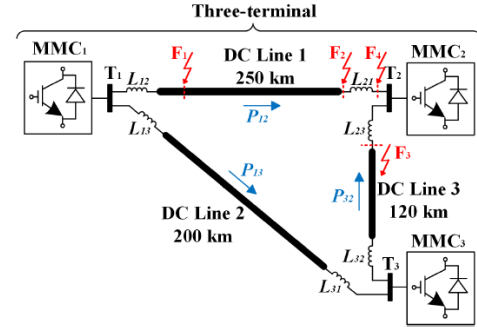 Three-terminal
MMC₁
F₁
DC Line 1
250 km
F₂
F₄
MMC₂
T₁
L₁₂
L₂₁
T₂
P₁₂
L₁₃
L₂₃
P₁₃
F₃
DC Line 2
200 km
P₃₂
DC Line 3
120 km
L₃₂
T₃
MMC₃
L₃₁